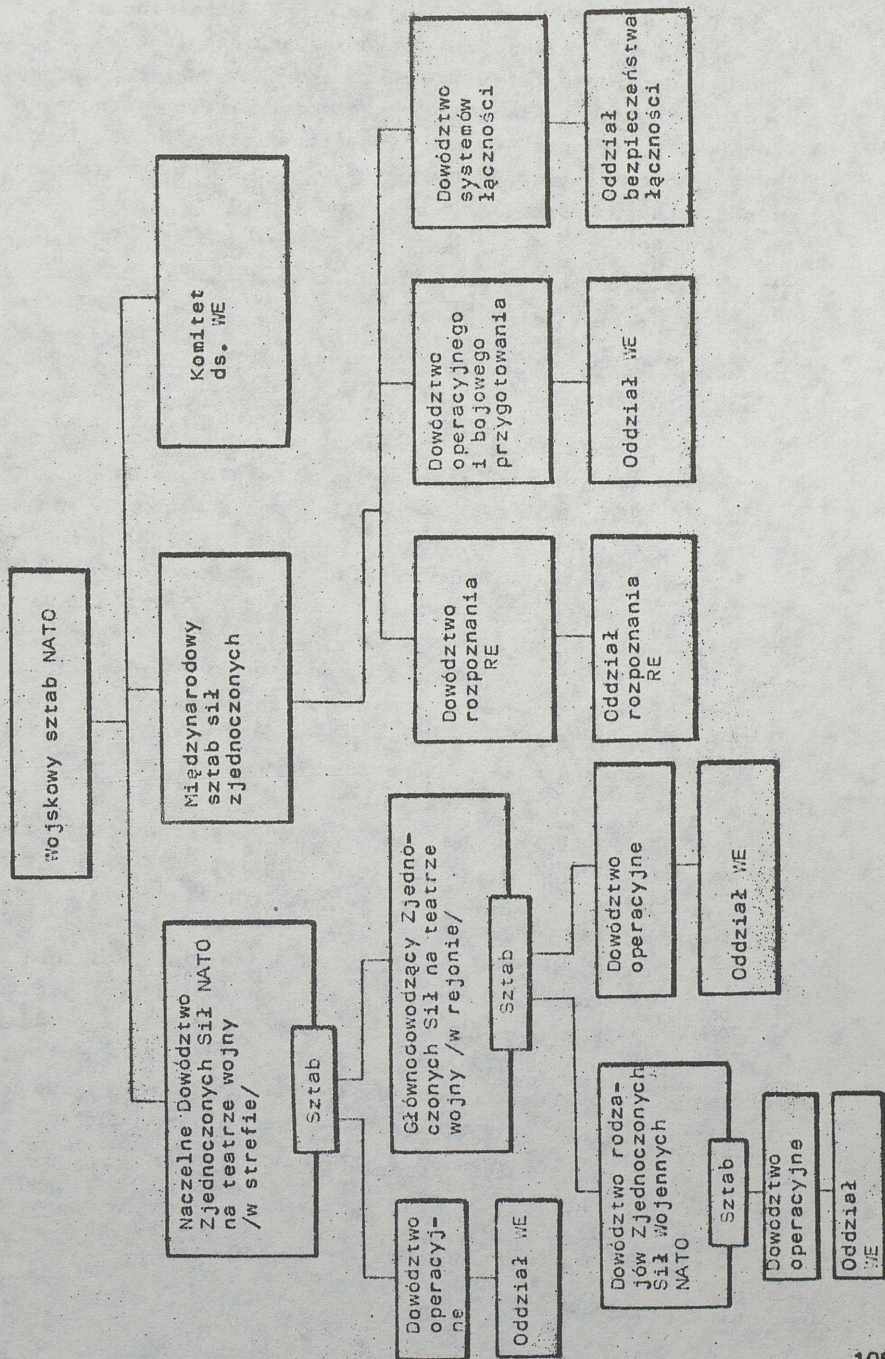 Wojskowy sztab NATO
Naczelne Dowództwo
Zjednoczonych Sił NATO
na teatrze wojny
/w strefie/
Sztab
Międzynarodowy
sztab sił
zjednoczonych
Komitet
ds. WE
Dowództwo
operacyj-
ne
Oddział WE
Głównodowodzący Zjedno-
czonych Sił na teatrze
wojny /w rejonie/
Sztab
Dowództwo
rozpoznania
RE
Oddział
rozpoznania
RE
Dowództwo
operacyjnego
i bojowego
przygotowania
Oddział WE
Dowództwo
systemów
łączności
Oddział
bezpieczeństwa
łączności
Dowództwo rodza-
jów Zjednoczonych
Sił Wojennych
NATO
Sztab
Dowództwo
operacyjne
Oddział
WE
Dowództwo
operacyjne
Oddział WE